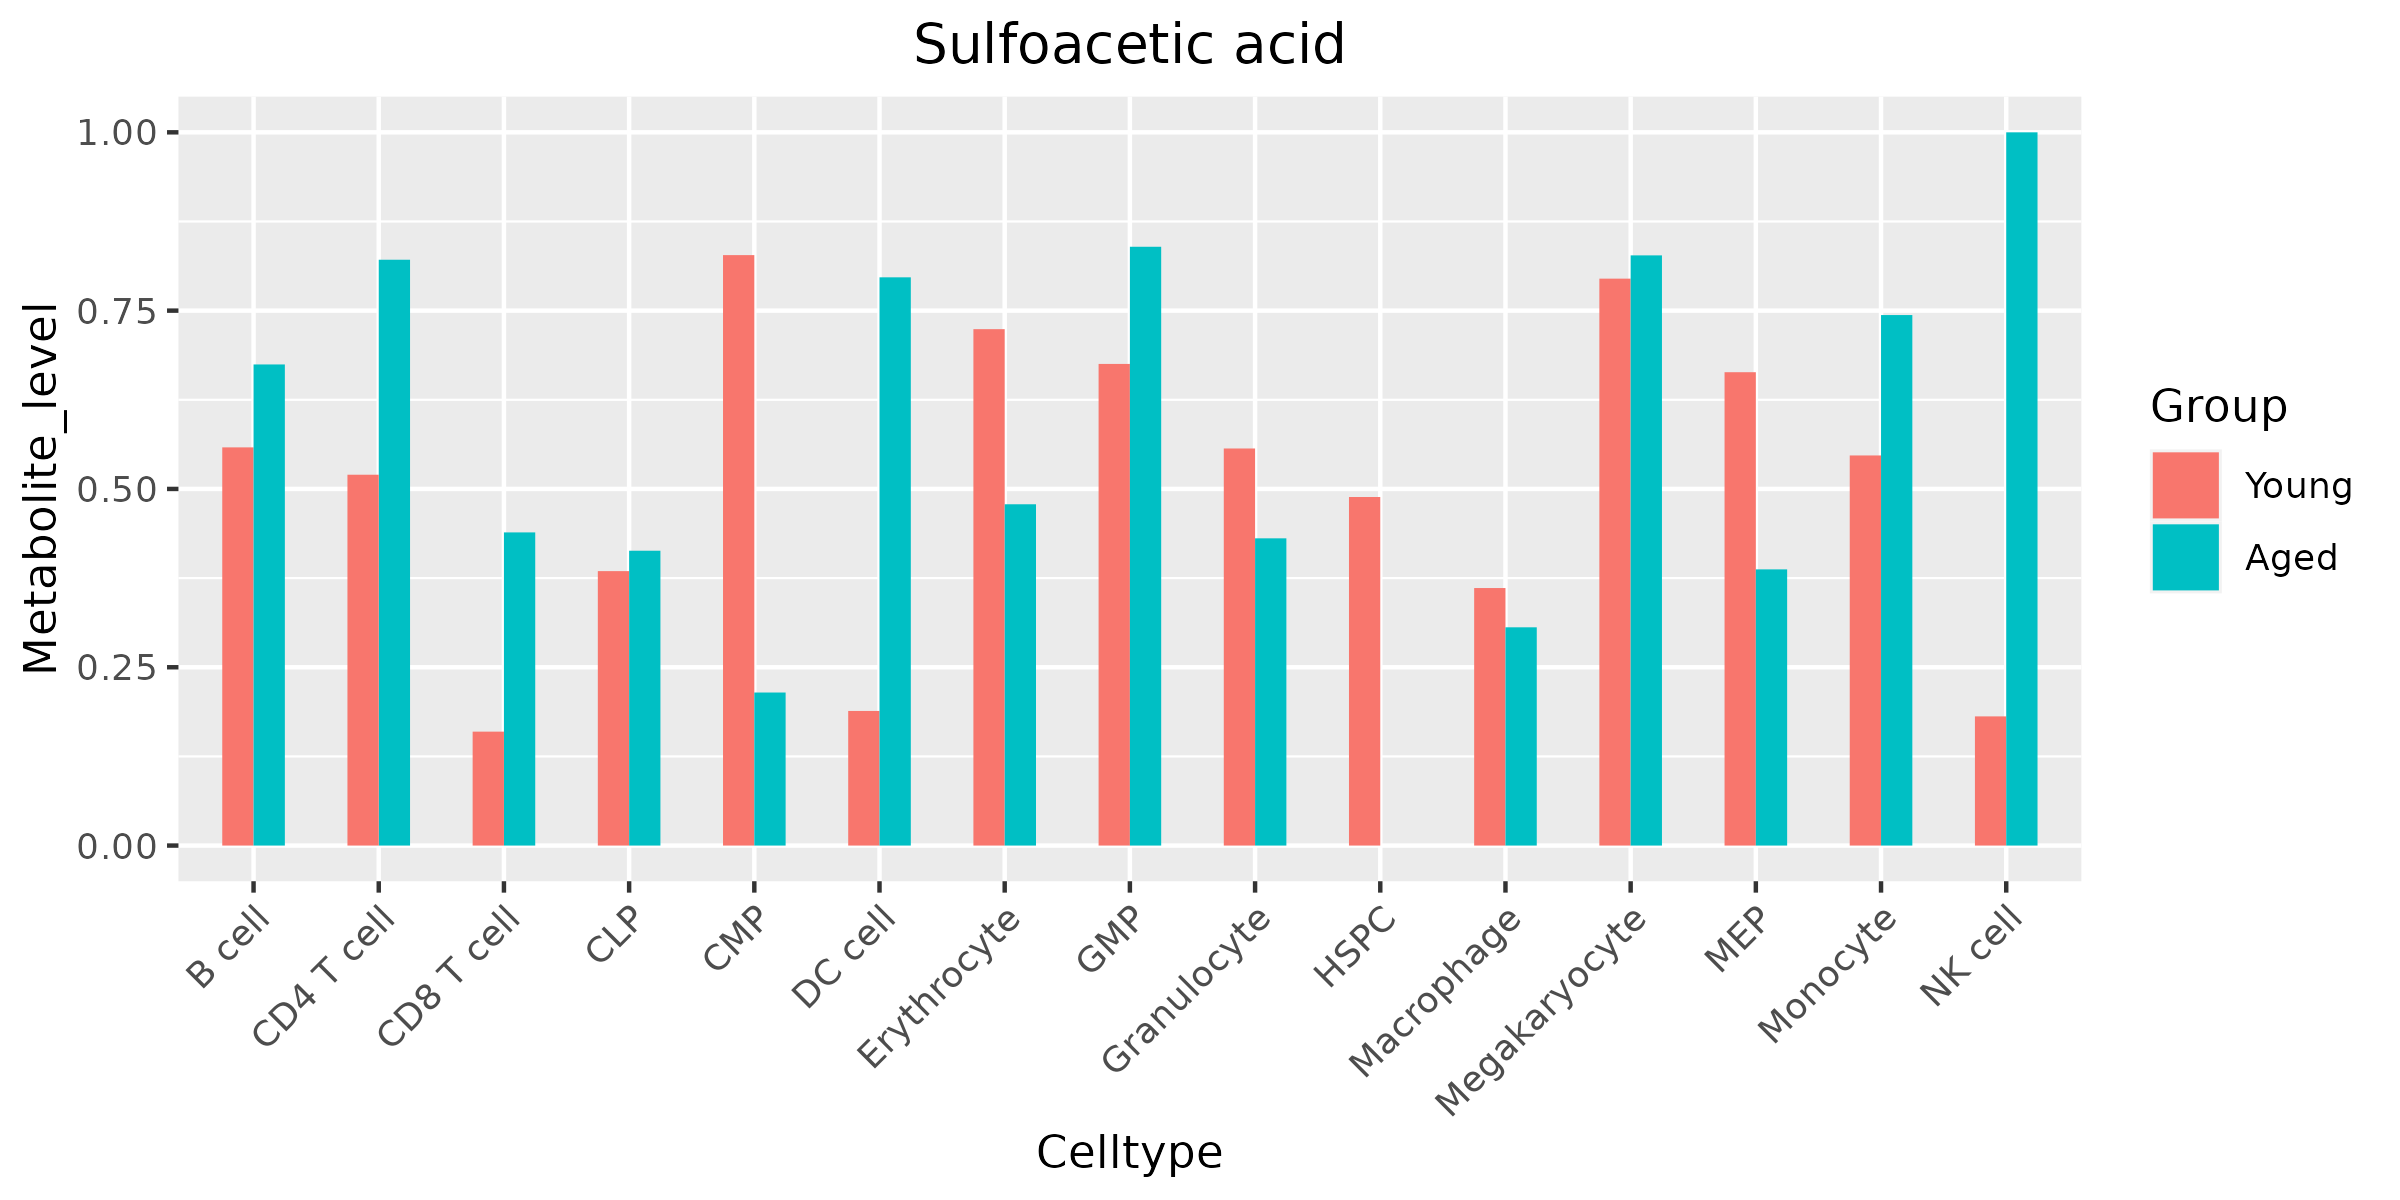 Sulfoacetic acid
Metabolite_level
1.00
0.75
0.50
0.25
0.00
B cell
CD4 T cell
CD8 T cell
CLP
CMP
DC cell
Erythrocyte
GMP
Granulocyte
HSPC
Macrophage
Megakaryocyte
MEP
Monocyte
NK cell
Celltype
Group
Young
Aged